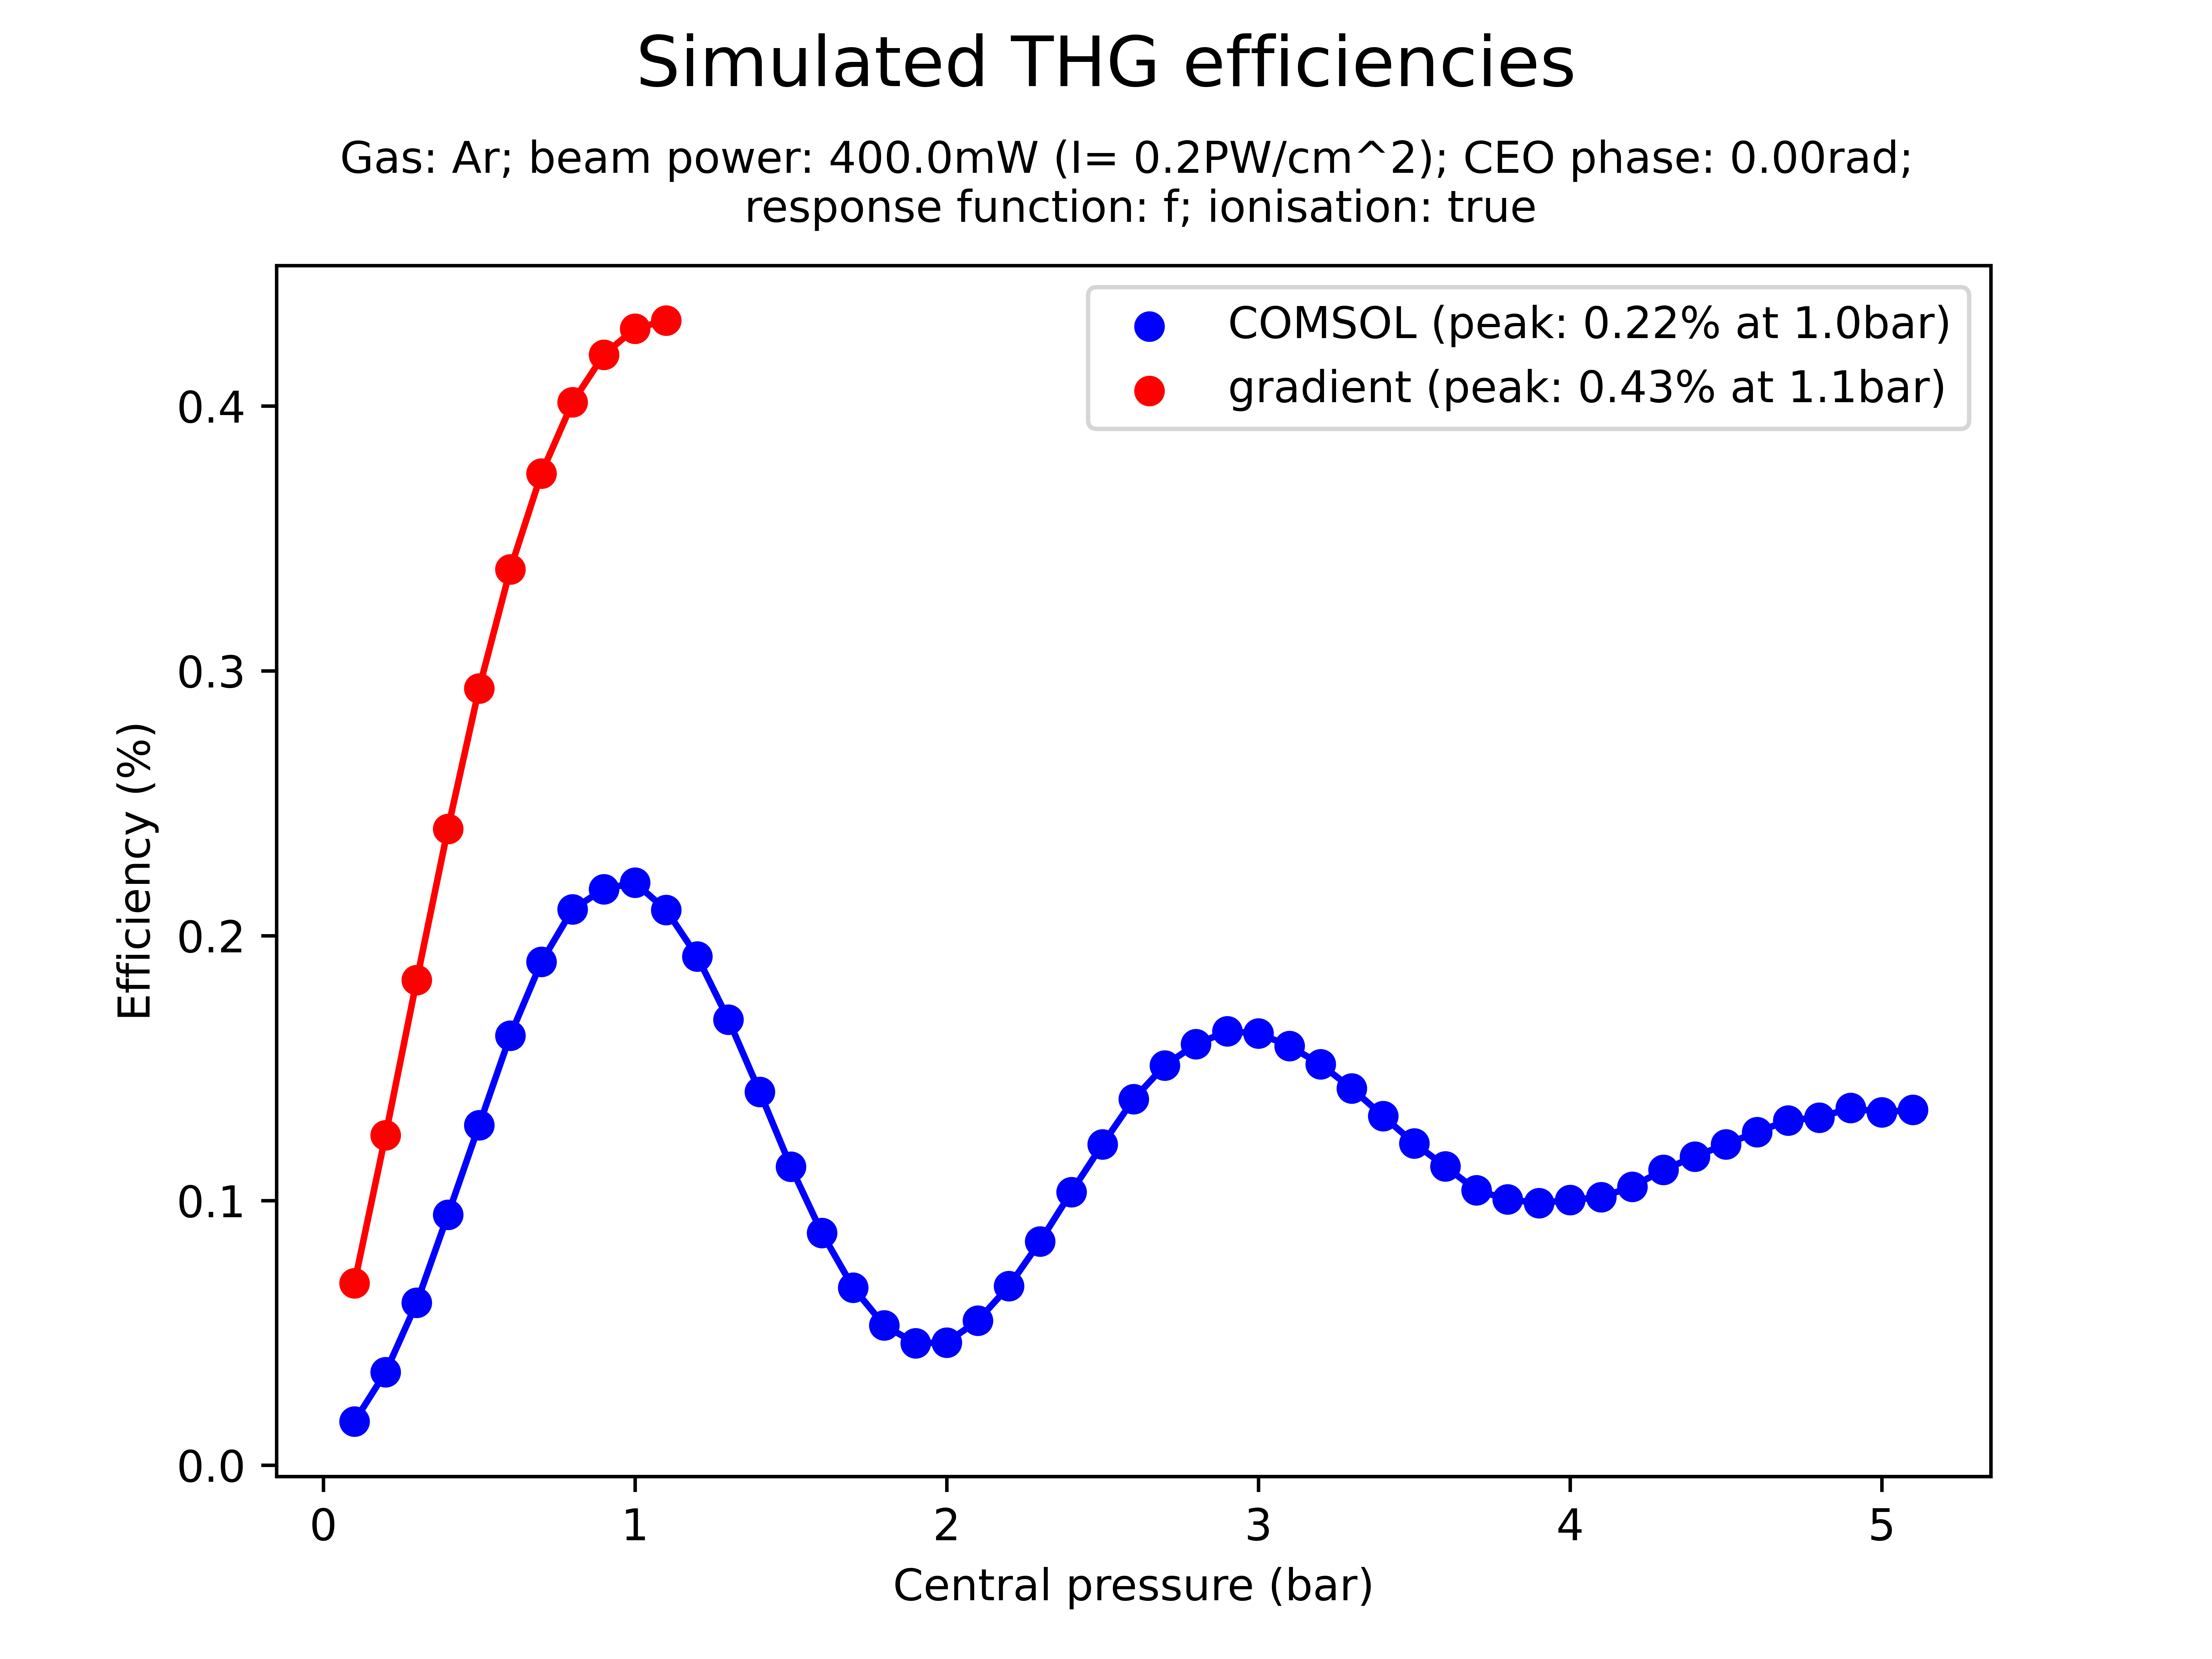 Simulated THG efficiencies
Gas: Ar; beam power: 400.0mW (I= 0.2PW/cm^2); CEO phase: 0.00rad;
response function: f; ionisation: true
COMSOL (peak: 0.22% at 1.0bar)
gradient (peak: 0.43% at 1.1bar)
Efficiency (%)
0.4
0.3
0.2
0.1
0.0
0 1 2 3 4 5
Central pressure (bar)